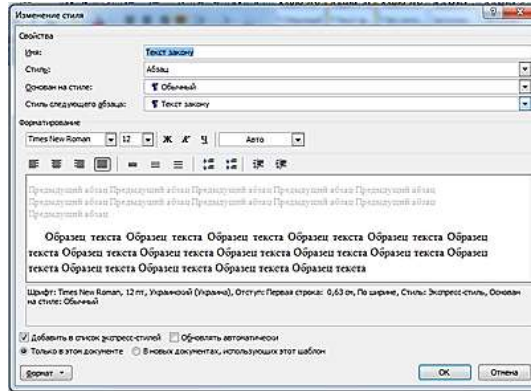 Изменение стиля
Свойства
Имя: Текст закону
Стиль: Абзац
Основан на стиле: ¶ Обычный
Стиль следующего абзаца: ¶ Текст закону
Форматирование
Times New Roman 12 Ж К Ч Авто
Предыдущий абзац Предыдущий абзац Предыдущий абзац Предыдущий абзац
Предыдущий абзац Предыдущий абзац Предыдущий абзац Предыдущий абзац
Предыдущий абзац
Образец текста Образец текста Образец текста Образец текста Образец
текста Образец текста Образец текста Образец текста Образец текста Образец
текста Образец текста Образец текста Образец текста Образец текста
Шрифт: Times New Roman, 12 пт, Украинский (Украина), Отступ: Первая строка: 0,63 см, По ширине, Стиль: Экспресс-стиль, Основан
на стиле: Обычный
Добавить в список экспресс-стилей Обновлять автоматически
Только в этом документе В новых документах, использующих этот шаблон
Формат ОК Отмена